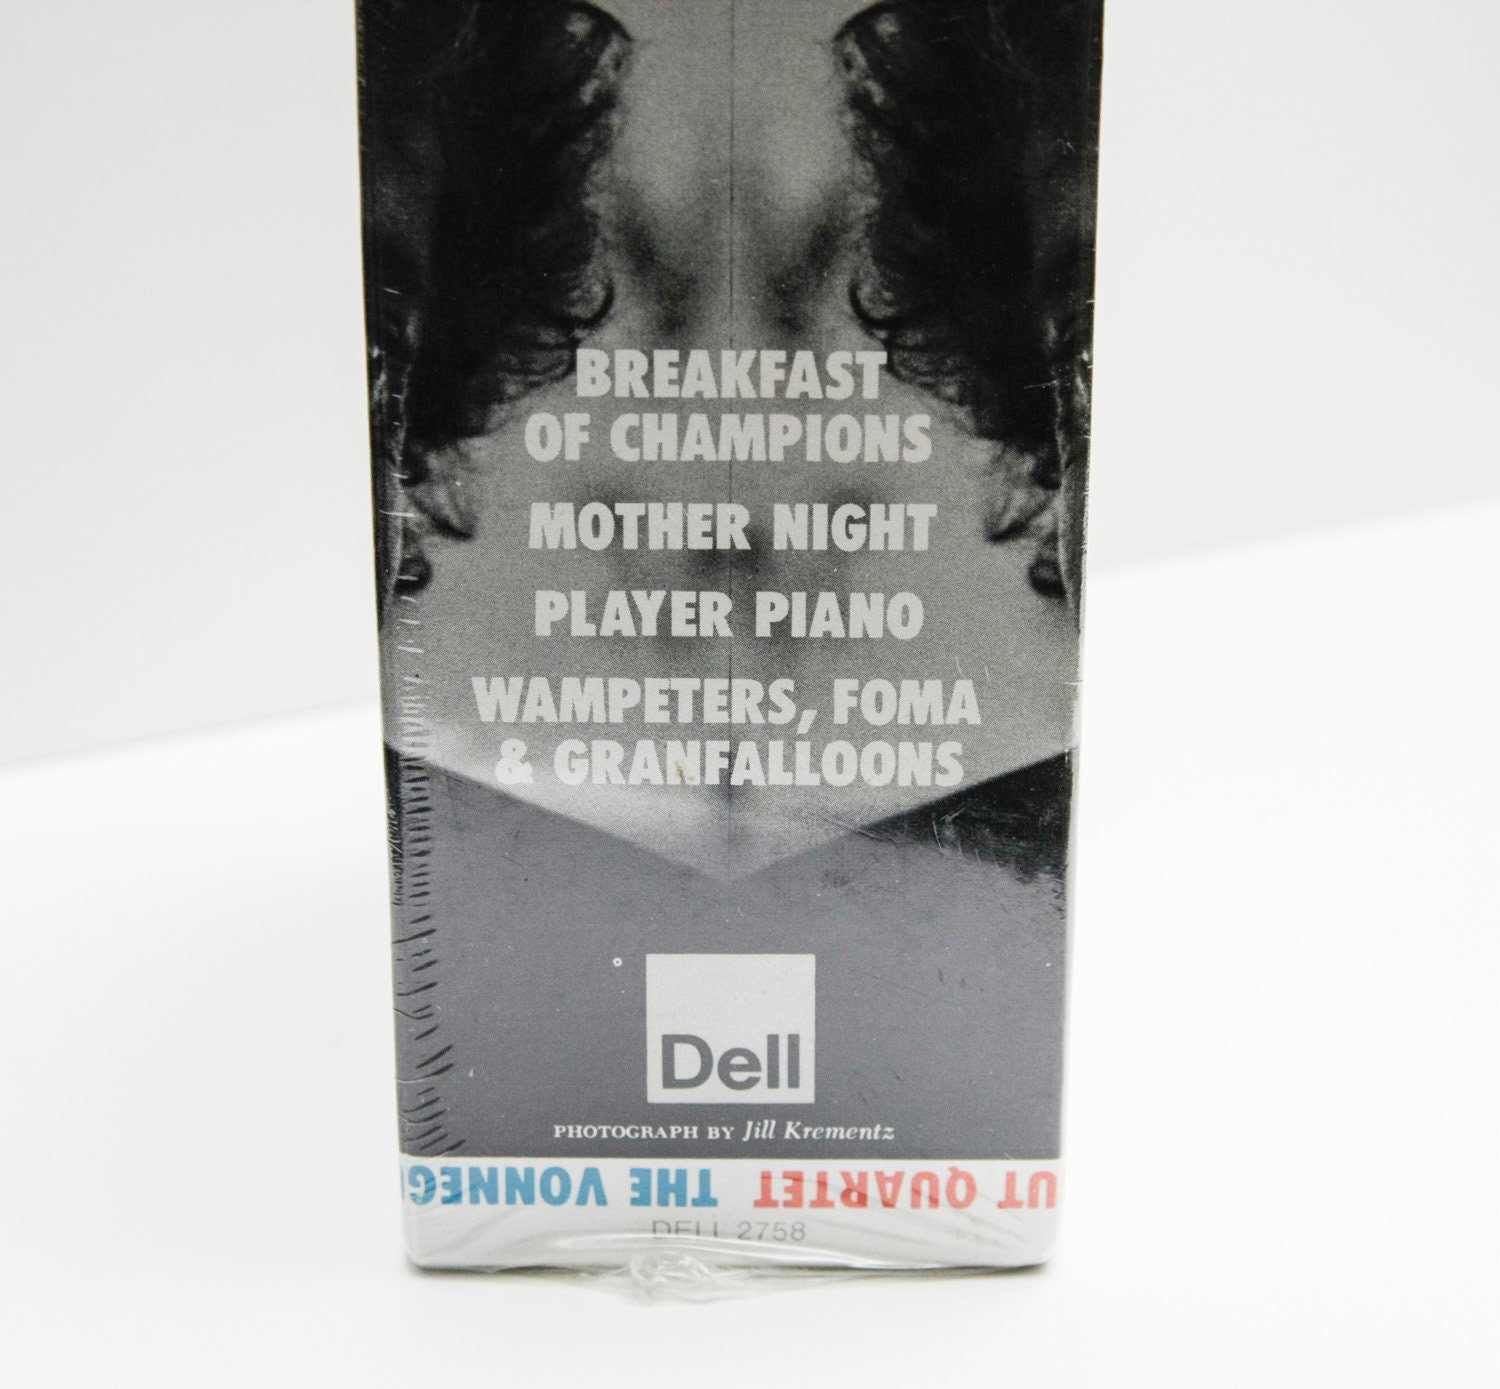 BREAKFAST
OF CHAMPIONS
MOTHER NIGHT
PLAYER PIANO
WAMPETERS, FOMA
& GRANFALLOONS
Dell
PHOTOGRAPH BY Jill Krementz
UT QUARTET THE VONNEG
DELL 2758